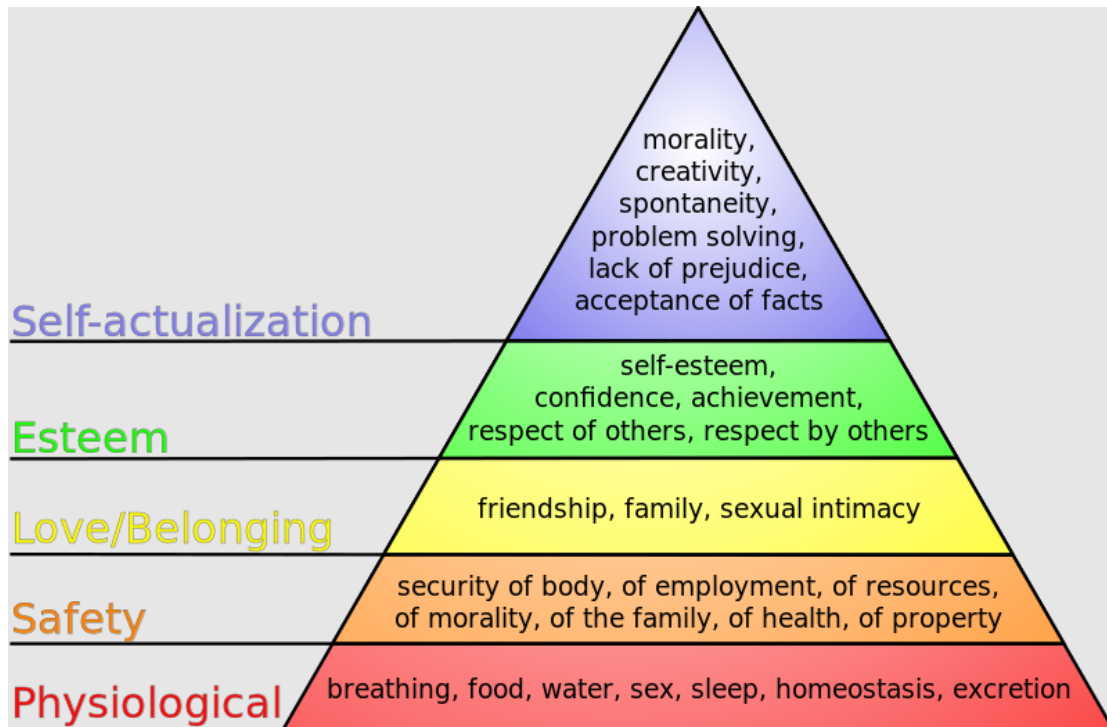 morality,
creativity,
spontaneity,
problem solving,
lack of prejudice,
acceptance of facts
Self-actualization
self-esteem,
confidence, achievement,
respect of others, respect by others
Esteem
friendship, family, sexual intimacy
Love/Belonging
security of body, of employment, of resources,
of morality, of the family, of health, of property
Safety
breathing, food, water, sex, sleep, homeostasis, excretion
Physiological